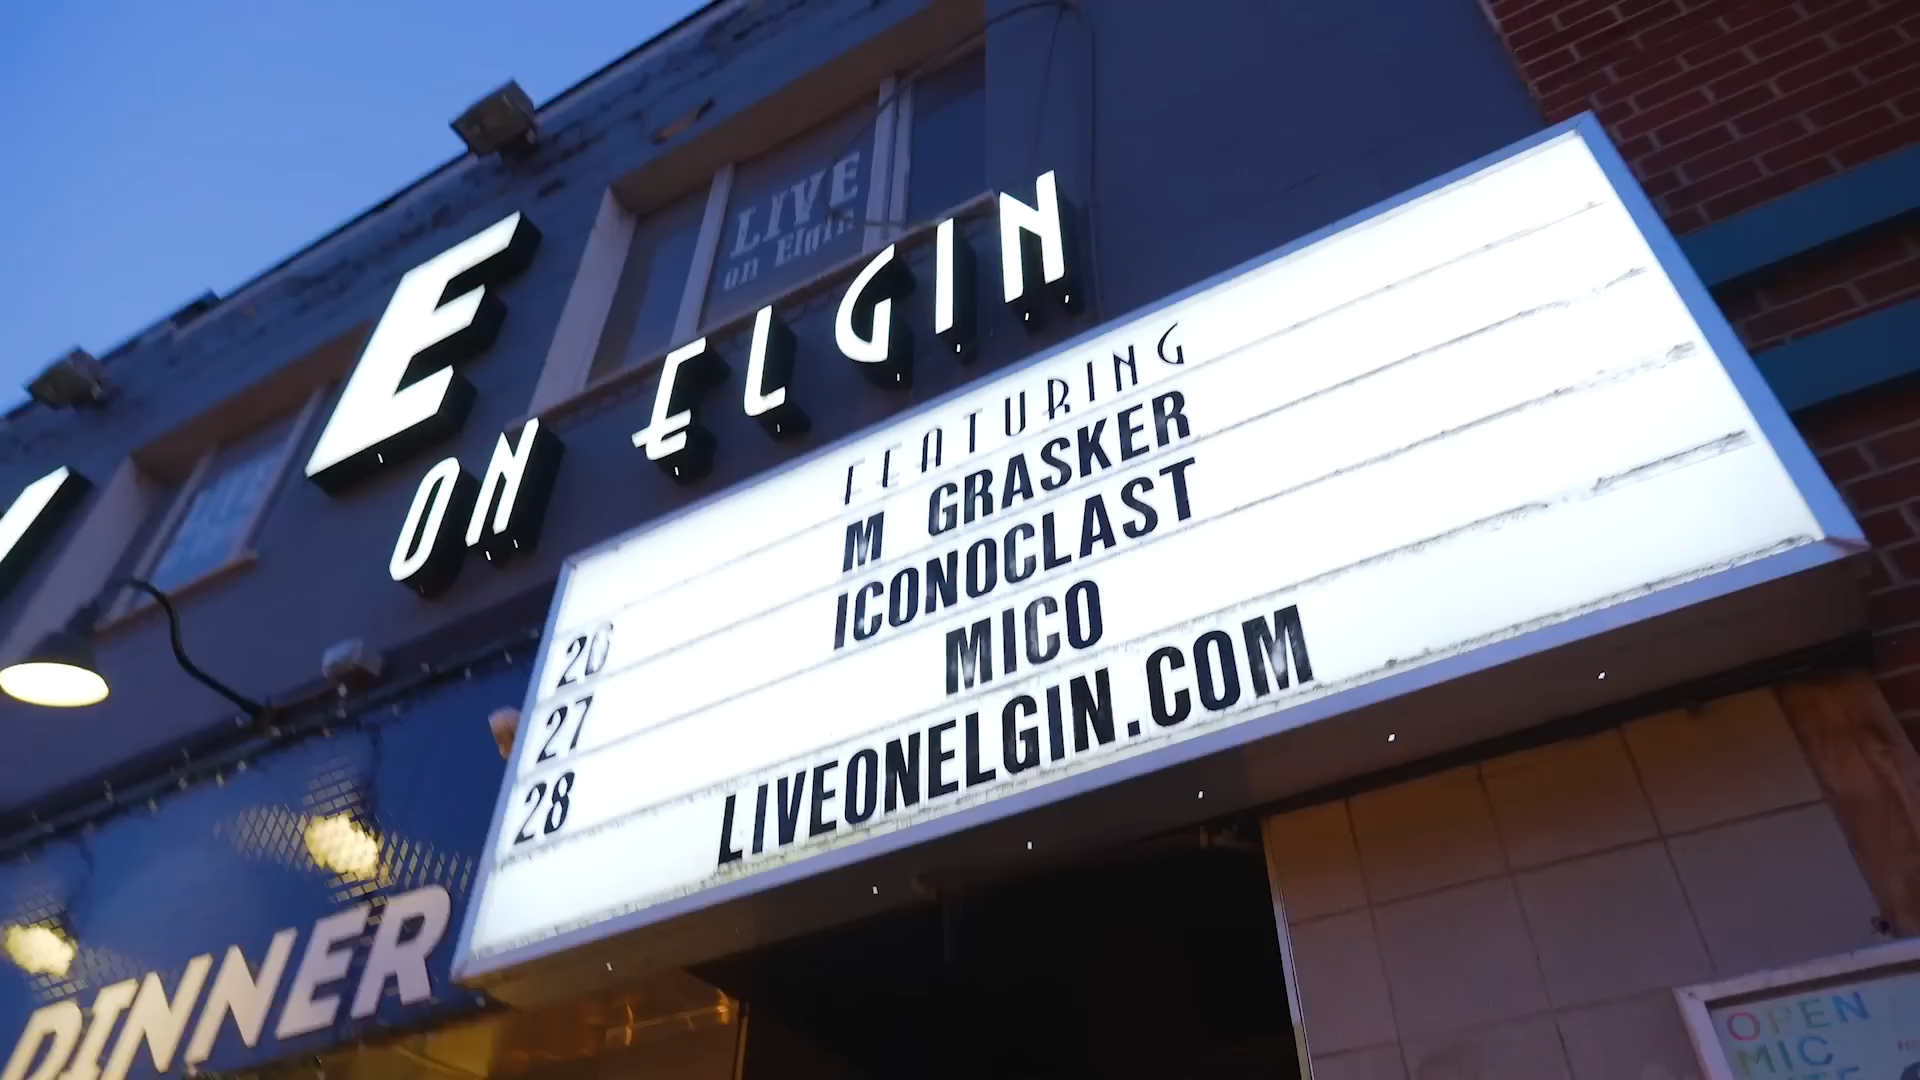 LIVE
on Elgin
E
ON ELGIN
FEATURING
M GRASKER
26 ICONOCLAST
27 MICO
28 LIVEONELGIN.COM
DINNER
OPEN
MIC